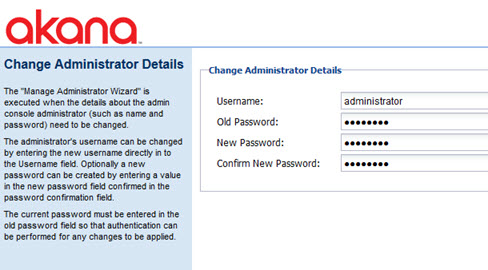 akana
Change Administrator Details
The "Manage Administrator Wizard" is
executed when the details about the admin
console administrator (such as name and
password) need to be changed.
The administrator's username can be changed
by entering the new username directly in to
the Username field. Optionally a new
password can be created by entering a value
in the new password field confirmed in the
password confirmation field.
The current password must be entered in the
old password field so that authentication can
be performed for any changes to be applied.
Change Administrator Details
Username: administrator
Old Password: ●●●●●●●●
New Password: ●●●●●●●●
Confirm New Password: ●●●●●●●●